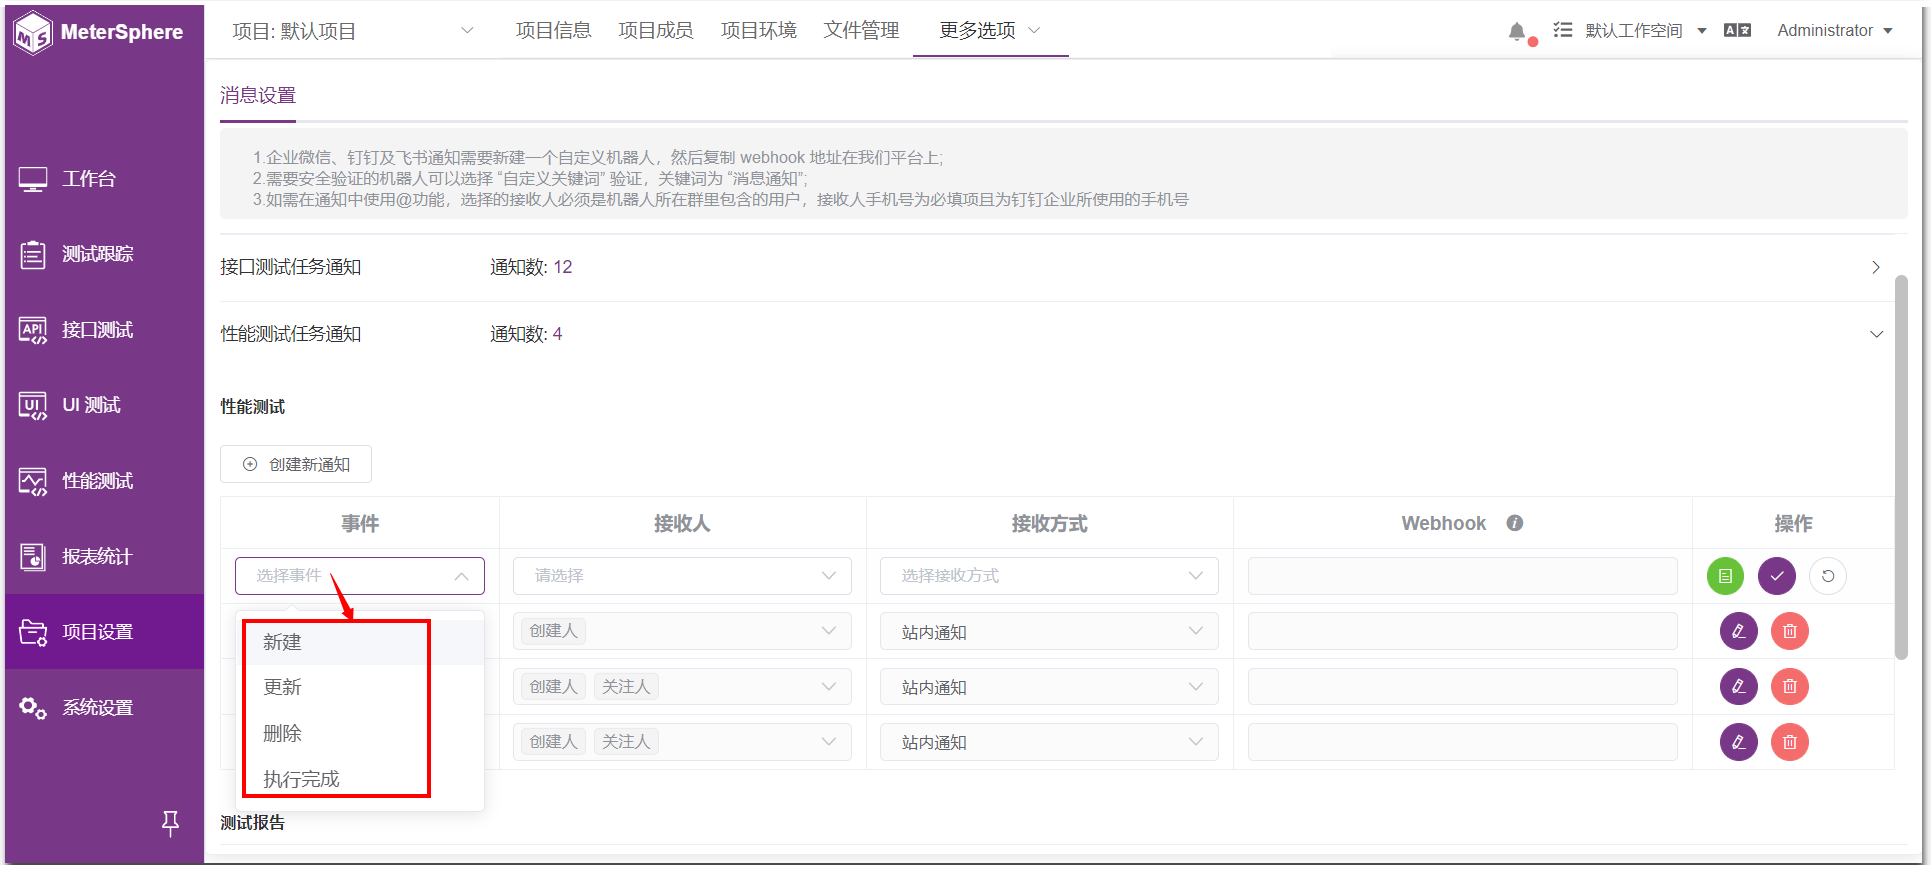 MeterSphere
项目: 默认项目
项目信息
项目成员
项目环境
文件管理
更多选项
默认工作空间
Administrator
工作台
测试跟踪
接口测试
UI 测试
性能测试
报表统计
项目设置
系统设置
消息设置
1.企业微信、钉钉及飞书通知需要新建一个自定义机器人，然后复制 webhook 地址在我们平台上;
2.需要安全验证的机器人可以选择 “自定义关键词” 验证，关键词为 “消息通知”;
3.如需在通知中使用@功能，选择的接收人必须是机器人所在群里包含的用户，接收人手机号为必填项目为钉钉企业所使用的手机号
接口测试任务通知 通知数: 12
性能测试任务通知 通知数: 4
性能测试
创建新通知
事件 接收人 接收方式 Webhook 操作
选择事件 请选择 选择接收方式
新建
更新
删除
执行完成
创建人 站内通知
创建人 关注人 站内通知
创建人 关注人 站内通知
测试报告